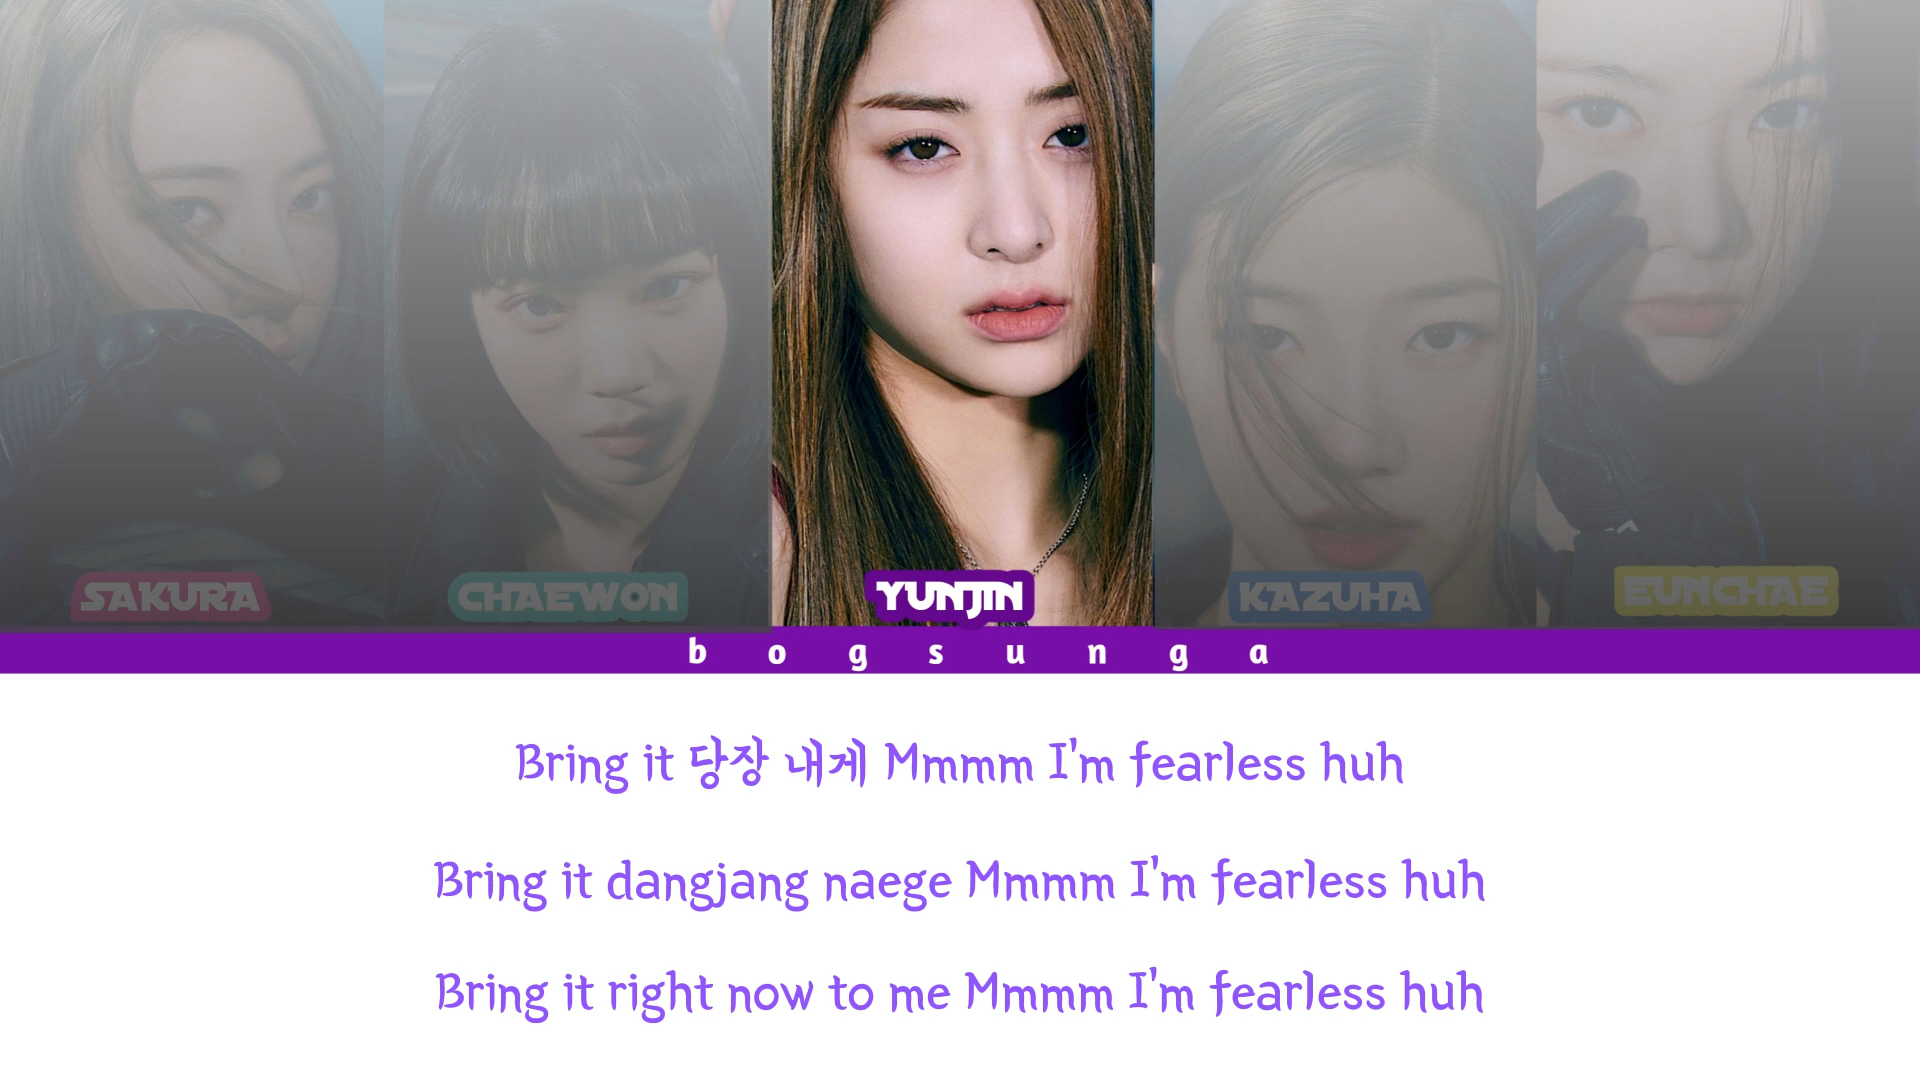 SAKURA CHAEWON YUNJIN KAZUHA EUNCHAE
bogsunga
Bring it 당장 내게 Mmmm I'm fearless huh
Bring it dangjang naege Mmmm I'm fearless huh
Bring it right now to me Mmmm I'm fearless huh